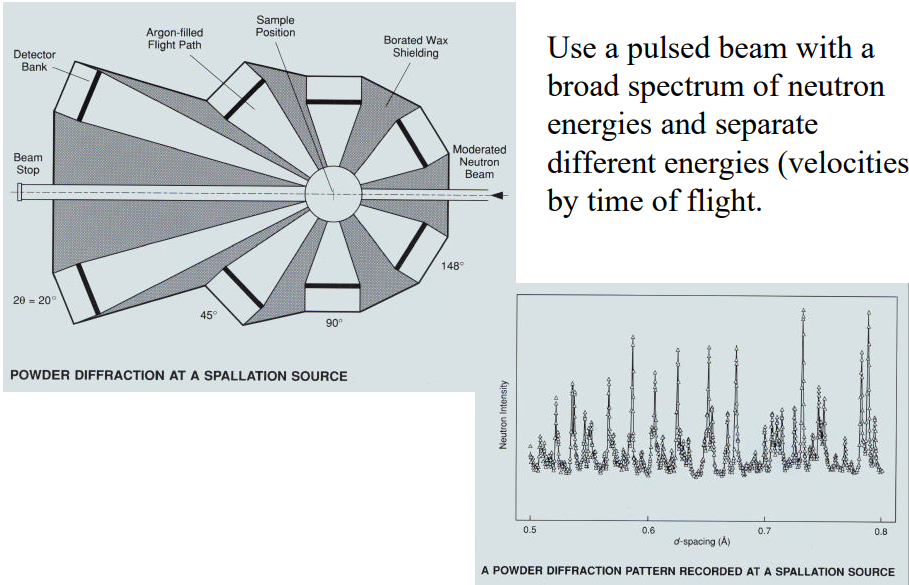 Sample
Position
Argon-filled
Flight Path
Borated Wax
Shielding
Detector
Bank
Beam
Stop
Moderated
Neutron
Beam
148°
2θ = 20°
45°
90°
POWDER DIFFRACTION AT A SPALLATION SOURCE
Use a pulsed beam with a
broad spectrum of neutron
energies and separate
different energies (velocities
by time of flight.
Neutron Intensity
0.5
0.6
0.7
0.8
d-spacing (Å)
A POWDER DIFFRACTION PATTERN RECORDED AT A SPALLATION SOURCE